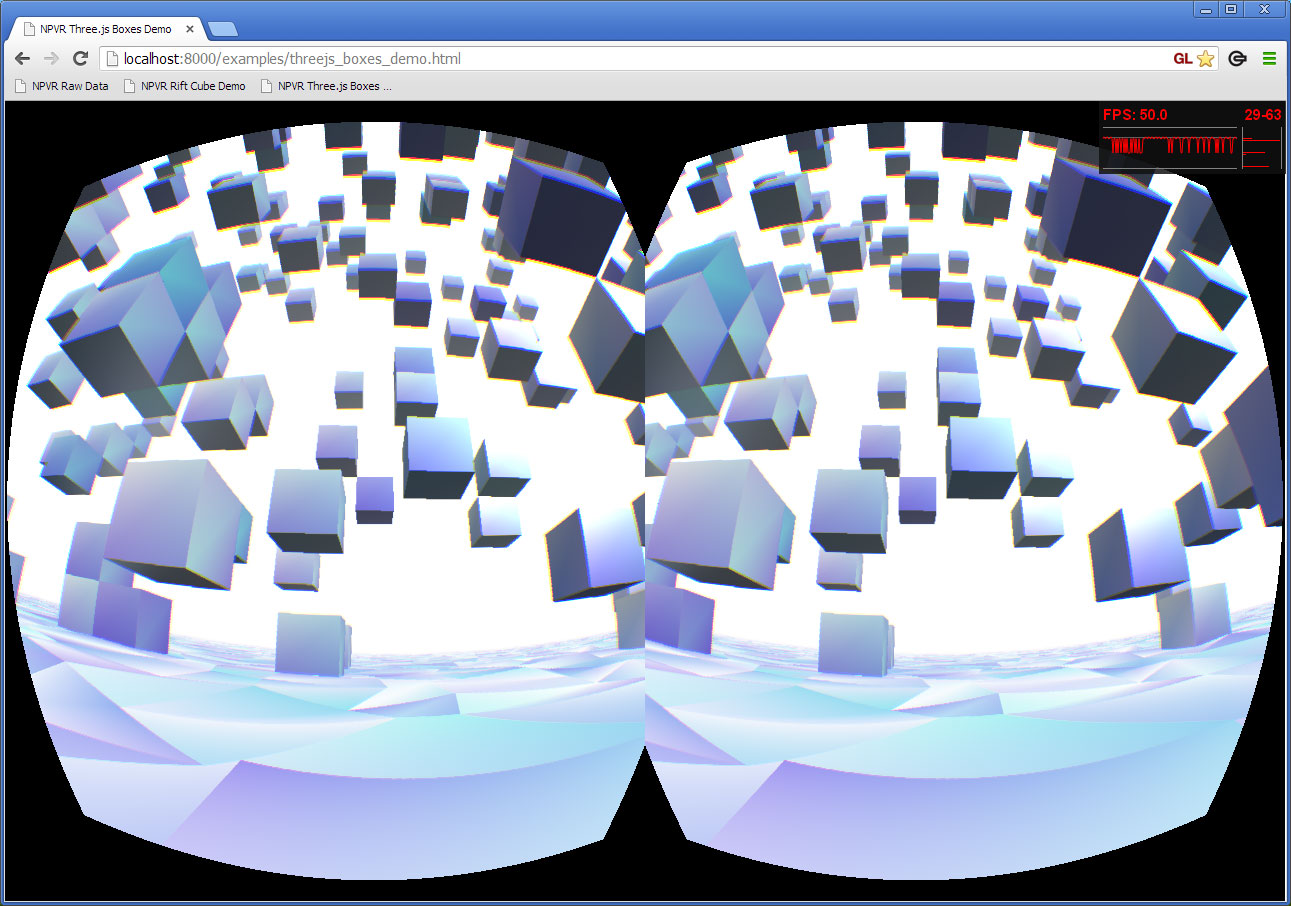 NPVR Three.js Boxes Demo
localhost:8000/examples/threejs_boxes_demo.html
GL
NPVR Raw Data
NPVR Rift Cube Demo
NPVR Three.js Boxes ...
FPS: 50.0
29-63